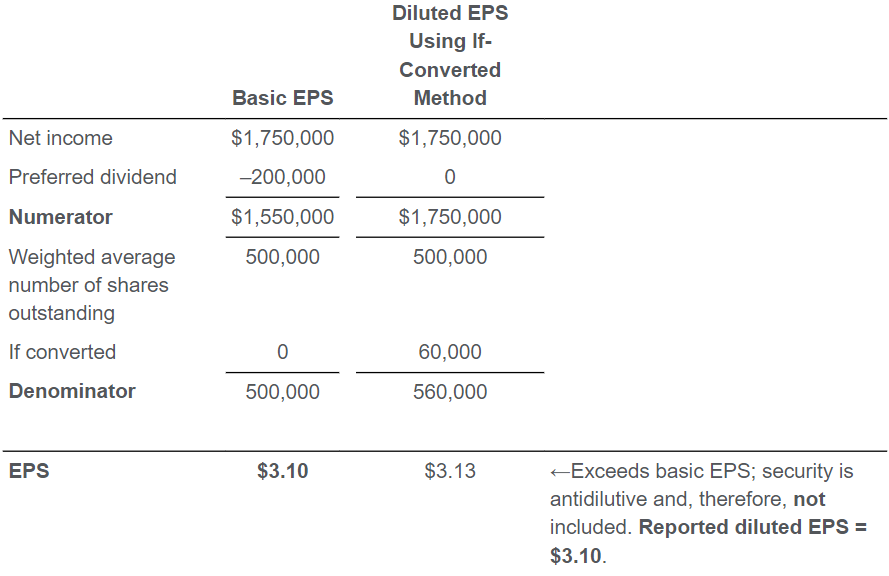 Diluted EPS
Using If-
Converted
Basic EPS Method
Net income $1,750,000 $1,750,000
Preferred dividend –200,000 0
Numerator $1,550,000 $1,750,000
Weighted average 500,000 500,000
number of shares
outstanding
If converted 0 60,000
Denominator 500,000 560,000
EPS $3.10 $3.13 ←Exceeds basic EPS; security is
antidilutive and, therefore, not
included. Reported diluted EPS =
$3.10.